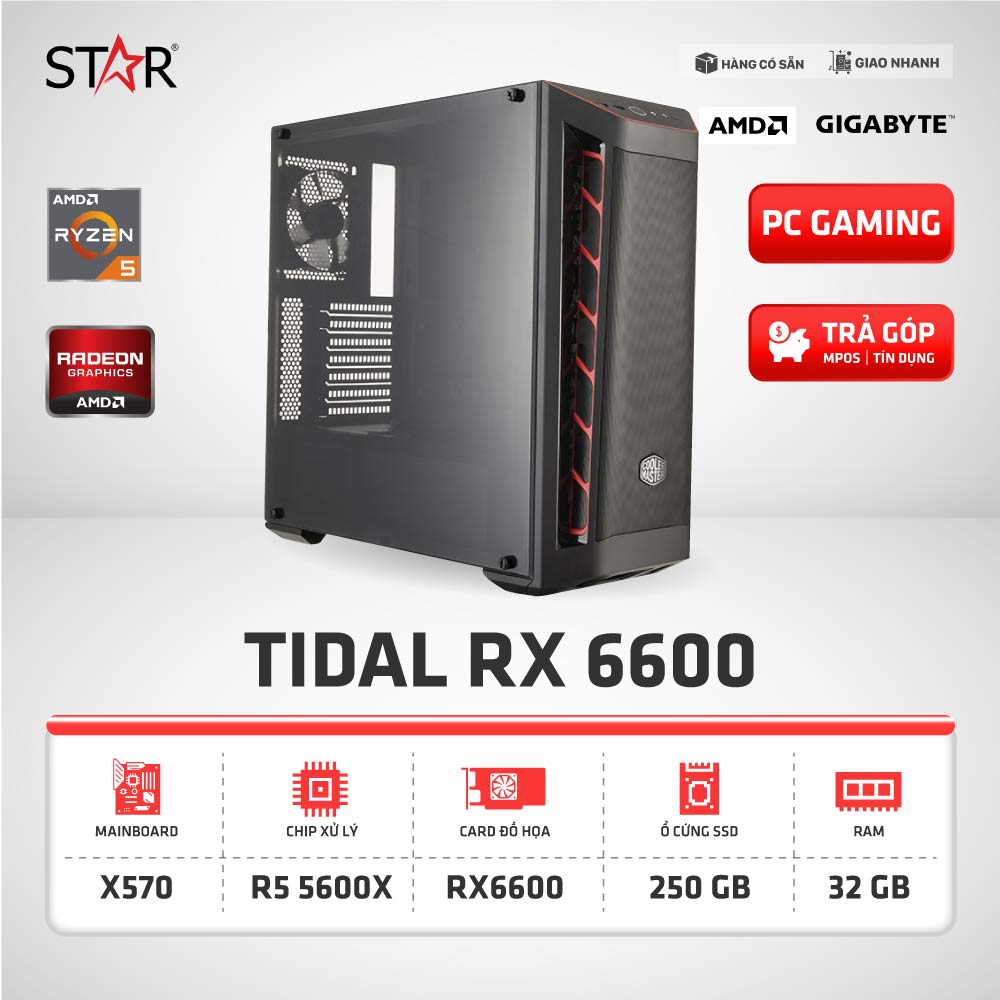 STAR®
HÀNG CÓ SẴN
GIAO NHANH
AMD
GIGABYTE™
AMD
RYZEN
5
PC GAMING
RADEON
GRAPHICS
AMD
TRẢ GÓP
MPOS | TÍN DỤNG
COOLER
MASTER
TIDAL RX 6600
MAINBOARD
CHIP XỬ LÝ
CARD ĐỒ HỌA
Ổ CỨNG SSD
RAM
X570
R5 5600X
RX6600
250 GB
32 GB